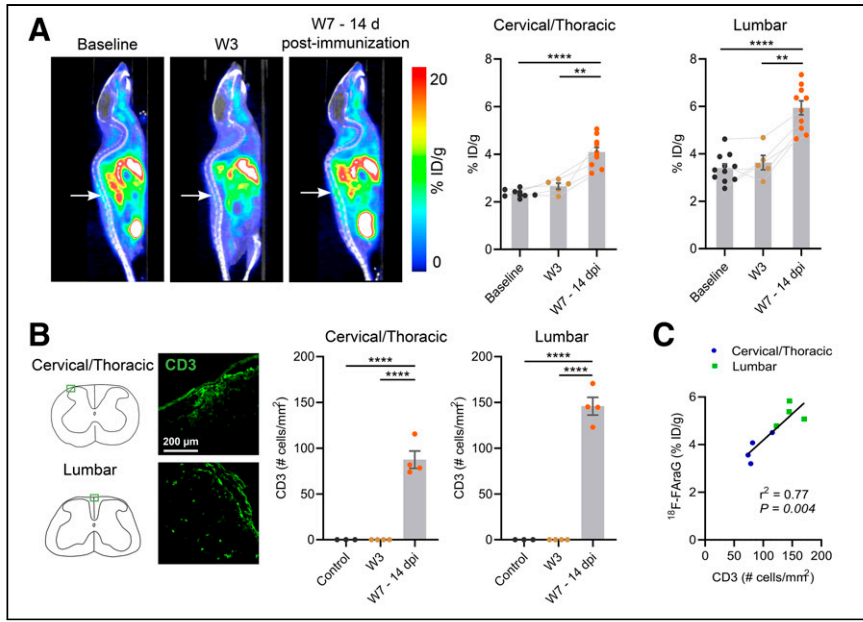 A
Baseline
W3
W7 - 14 d
post-immunization
20
% ID/g
0
Cervical/Thoracic
****
**
% ID/g
8
6
4
2
0
Baseline
W3
W7 - 14 dpi
Lumbar
****
**
% ID/g
8
6
4
2
0
Baseline
W3
W7 - 14 dpi
B
Cervical/Thoracic
CD3
200 µm
Lumbar
Cervical/Thoracic
****
****
CD3 (# cells/mm²)
200
150
100
50
0
Control
W3
W7 - 14 dpi
Lumbar
****
****
CD3 (# cells/mm²)
200
150
100
50
0
Control
W3
W7 - 14 dpi
C
Cervical/Thoracic
Lumbar
¹⁸F-FAraG (% ID/g)
8
6
4
2
0
r² = 0.77
P = 0.004
0 50 100 150 200
CD3 (# cells/mm²)